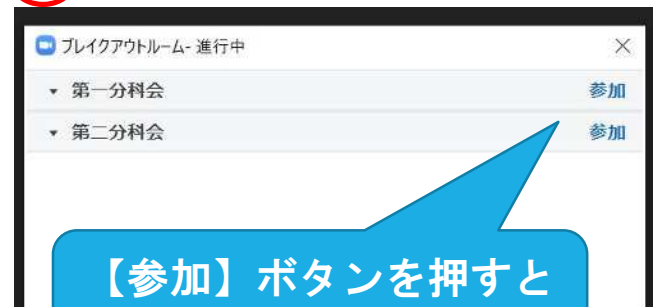 ブレイクアウトルーム- 進行中
第一分科会 参加
第二分科会 参加
【参加】ボタンを押すと